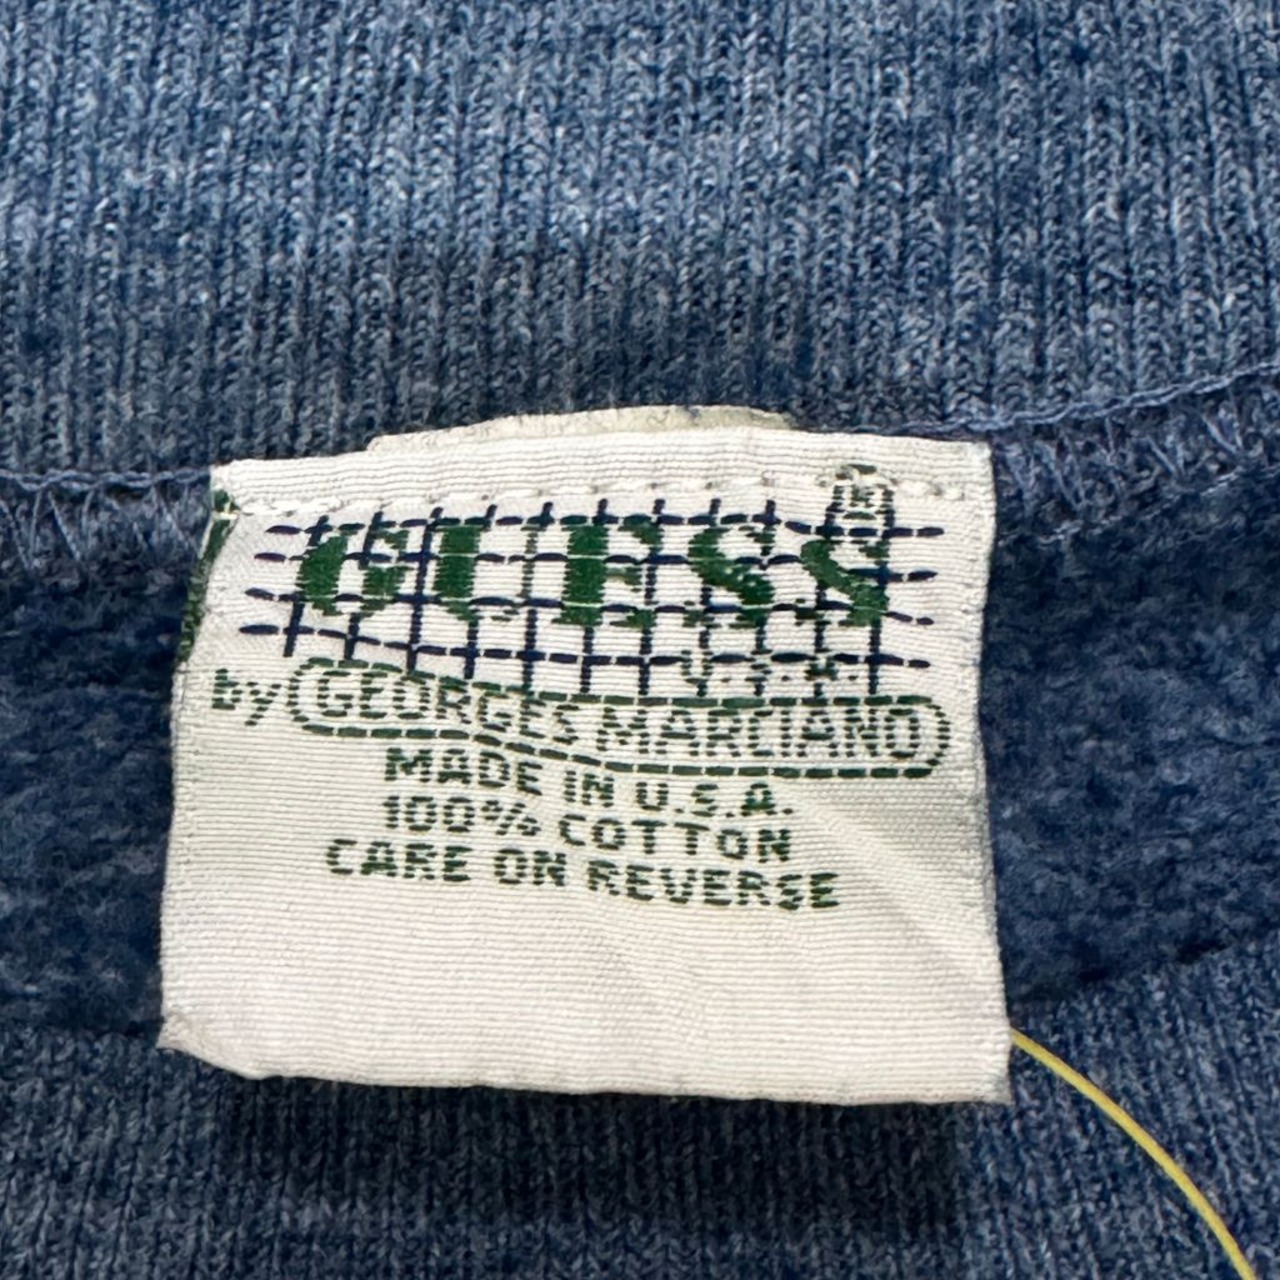 GUESS
U.S.A.
by GEORGES MARCIANO
MADE IN U.S.A.
100% COTTON
CARE ON REVERSE